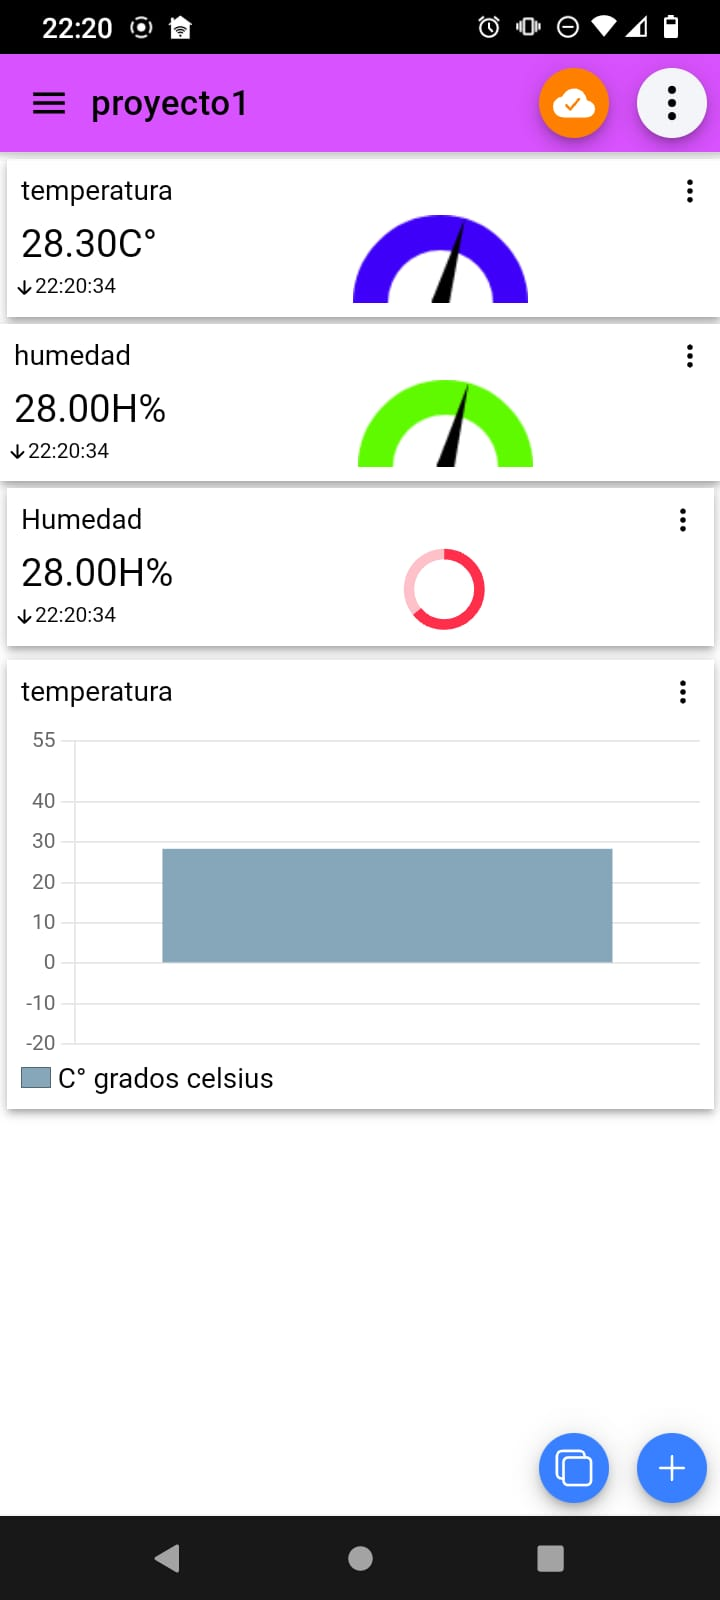 22:20
proyecto1
temperatura
28.30C°
22:20:34
humedad
28.00H%
22:20:34
Humedad
28.00H%
22:20:34
temperatura
55
40
30
20
10
0
-10
-20
C° grados celsius